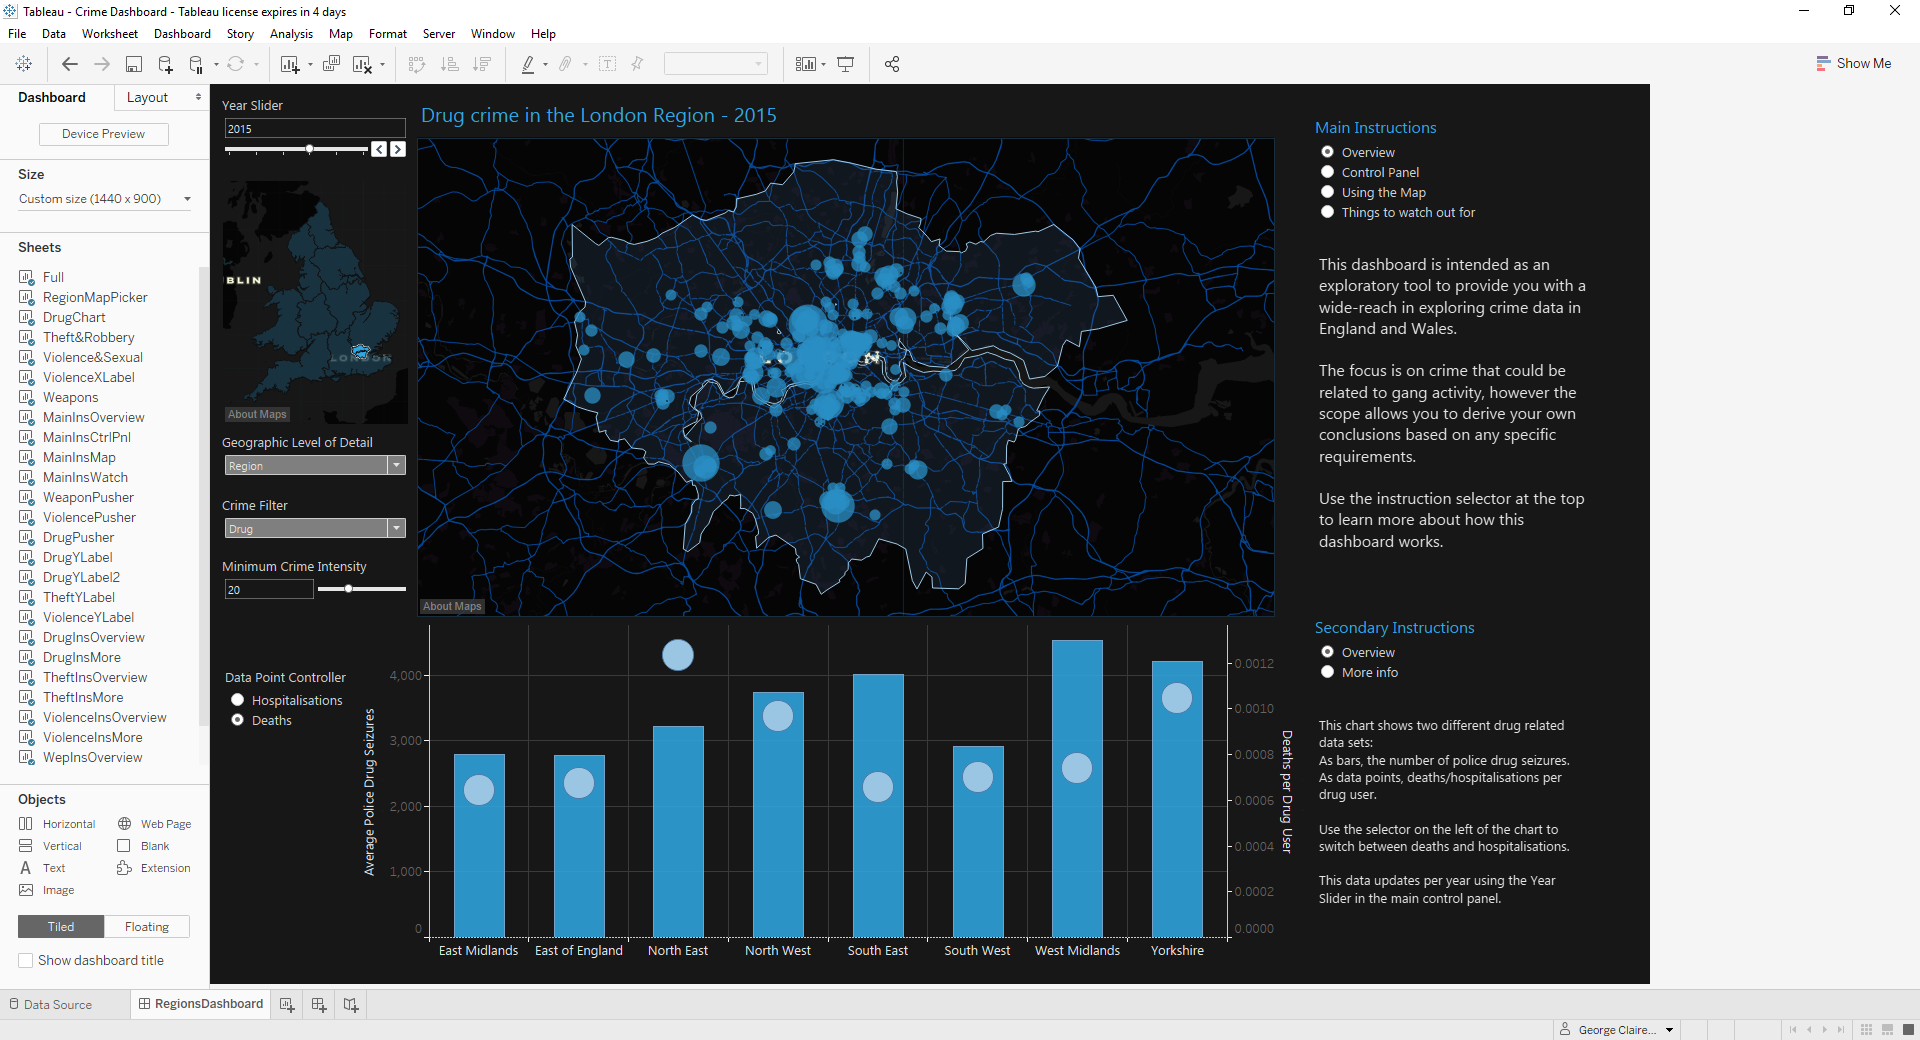 Tableau - Crime Dashboard - Tableau license expires in 4 days
File Data Worksheet Dashboard Story Analysis Map Format Server Window Help
Show Me
Dashboard Layout
Device Preview
Size
Custom size (1440 x 900)
Sheets
Full
RegionMapPicker
DrugChart
Theft&Robbery
Violence&Sexual
ViolenceXLabel
Weapons
MainInsOverview
MainInsCtrlPnl
MainInsMap
MainInsWatch
WeaponPusher
ViolencePusher
DrugPusher
DrugYLabel
DrugYLabel2
TheftYLabel
ViolenceYLabel
DrugInsOverview
DrugInsMore
TheftInsOverview
TheftInsMore
ViolenceInsOverview
ViolenceInsMore
WepInsOverview
Objects
Horizontal Web Page
Vertical Blank
Text Extension
Image
Tiled Floating
Show dashboard title
Year Slider
2015
BLIN
LONDON
About Maps
Geographic Level of Detail
Region
Crime Filter
Drug
Minimum Crime Intensity
20
Data Point Controller
Hospitalisations
Deaths
Drug crime in the London Region - 2015
About Maps
Average Police Drug Seizures
4,000
3,000
2,000
1,000
0
East Midlands East of England North East North West South East South West West Midlands Yorkshire
0.0012
0.0010
0.0008
0.0006
0.0004
0.0002
0.0000
Deaths per Drug User
Main Instructions
Overview
Control Panel
Using the Map
Things to watch out for
This dashboard is intended as an
exploratory tool to provide you with a
wide-reach in exploring crime data in
England and Wales.
The focus is on crime that could be
related to gang activity, however the
scope allows you to derive your own
conclusions based on any specific
requirements.
Use the instruction selector at the top
to learn more about how this
dashboard works.
Secondary Instructions
Overview
More info
This chart shows two different drug related
data sets:
As bars, the number of police drug seizures.
As data points, deaths/hospitalisations per
drug user.
Use the selector on the left of the chart to
switch between deaths and hospitalisations.
This data updates per year using the Year
Slider in the main control panel.
Data Source RegionsDashboard
George Claire...